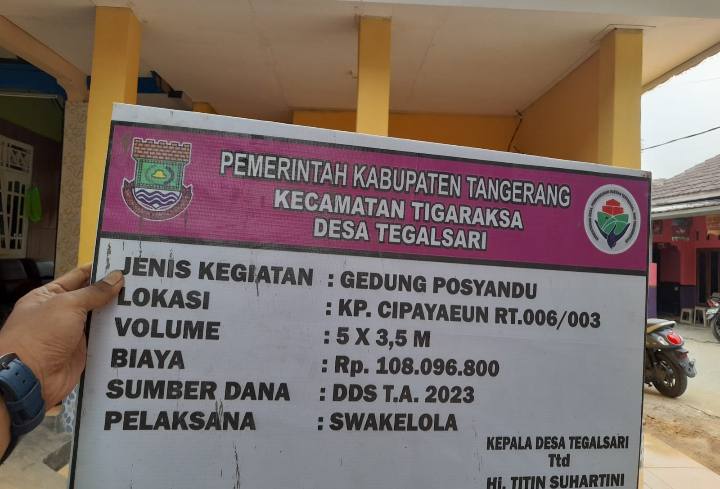 PEMERINTAH KABUPATEN TANGERANG
KECAMATAN TIGARAKSA
DESA TEGALSARI
JENIS KEGIATAN : GEDUNG POSYANDU
LOKASI : KP. CIPAYAEUN RT.006/003
VOLUME : 5 X 3,5 M
BIAYA : Rp. 108.096.800
SUMBER DANA : DDS T.A. 2023
PELAKSANA : SWAKELOLA
KEPALA DESA TEGALSARI
Ttd
Hj. TITIN SUHARTINI